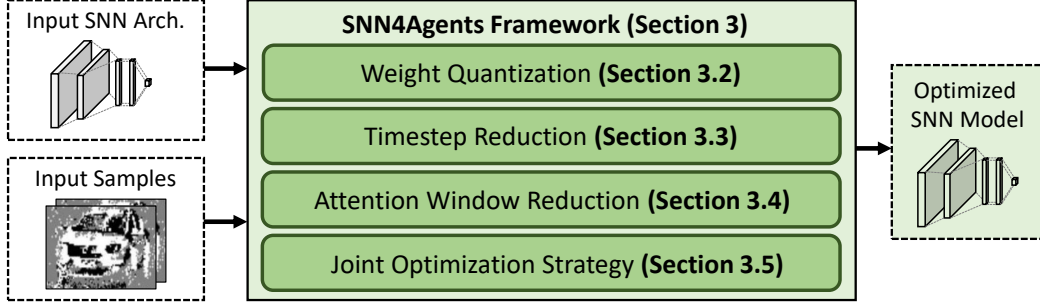 Input SNN Arch.
Input Samples
SNN4Agents Framework (Section 3)
Weight Quantization (Section 3.2)
Timestep Reduction (Section 3.3)
Attention Window Reduction (Section 3.4)
Joint Optimization Strategy (Section 3.5)
Optimized
SNN Model